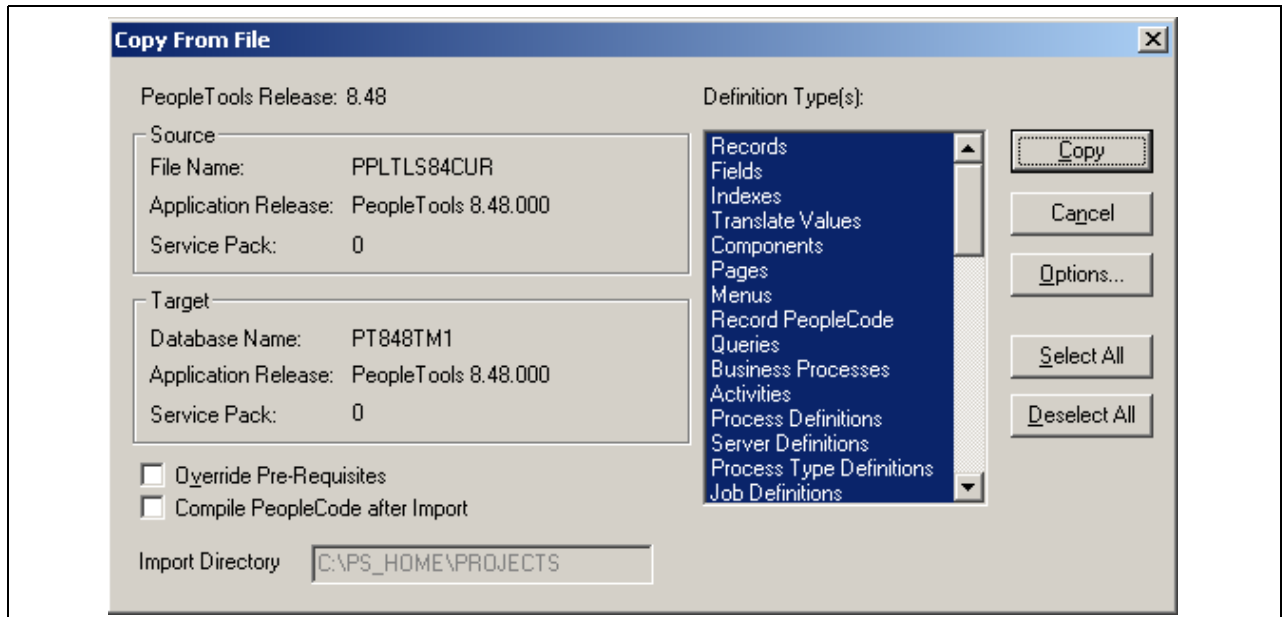 Copy From File
PeopleTools Release: 8.48
Source
File Name: PPLTLS84CUR
Application Release: PeopleTools 8.48.000
Service Pack: 0
Target
Database Name: PT848TM1
Application Release: PeopleTools 8.48.000
Service Pack: 0
Override Pre-Requisites
Compile PeopleCode after Import
Import Directory C:\PS_HOME\PROJECTS
Definition Type(s):
Records
Fields
Indexes
Translate Values
Components
Pages
Menus
Record PeopleCode
Queries
Business Processes
Activities
Process Definitions
Server Definitions
Process Type Definitions
Job Definitions
Copy
Cancel
Options...
Select All
Deselect All